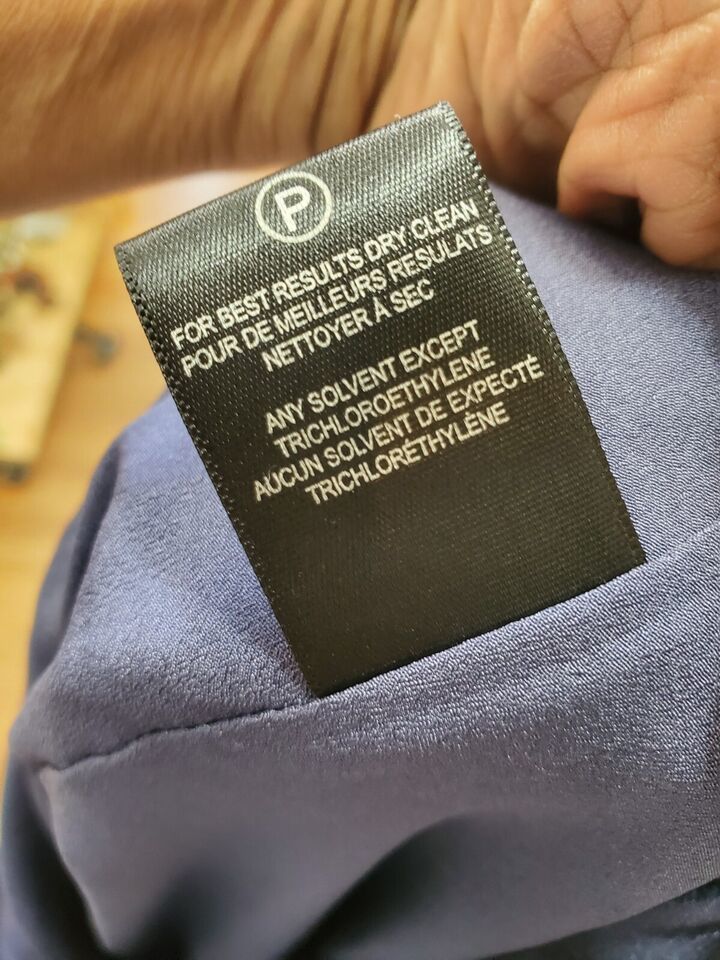 P
FOR BEST RESULTS DRY CLEAN
POUR DE MEILLEURS RESULATS
NETTOYER À SEC
ANY SOLVENT EXCEPT
TRICHLOROETHYLENE
AUCUN SOLVENT DE EXPECTÉ
TRICHLORÉTHYLÈNE